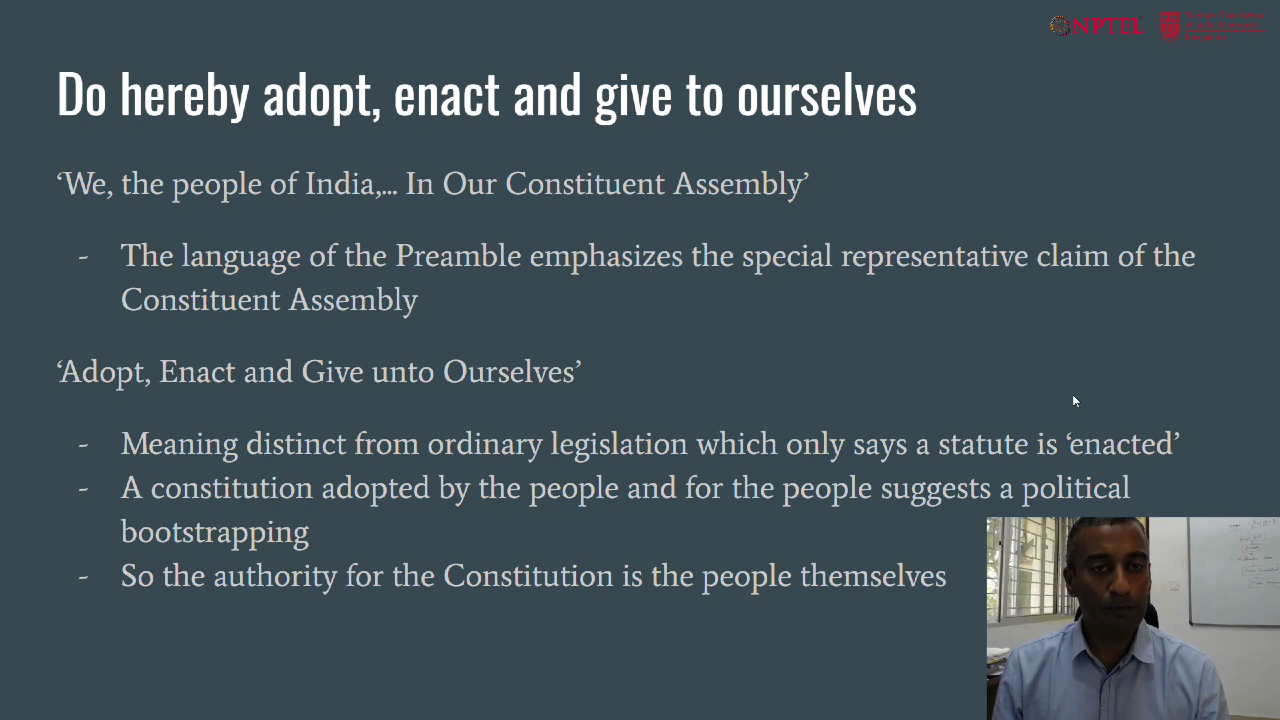 NPTEL
Do hereby adopt, enact and give to ourselves
‘We, the people of India,... In Our Constituent Assembly’
- The language of the Preamble emphasizes the special representative claim of the
Constituent Assembly
‘Adopt, Enact and Give unto Ourselves’
- Meaning distinct from ordinary legislation which only says a statute is ‘enacted’
- A constitution adopted by the people and for the people suggests a political
bootstrapping
- So the authority for the Constitution is the people themselves